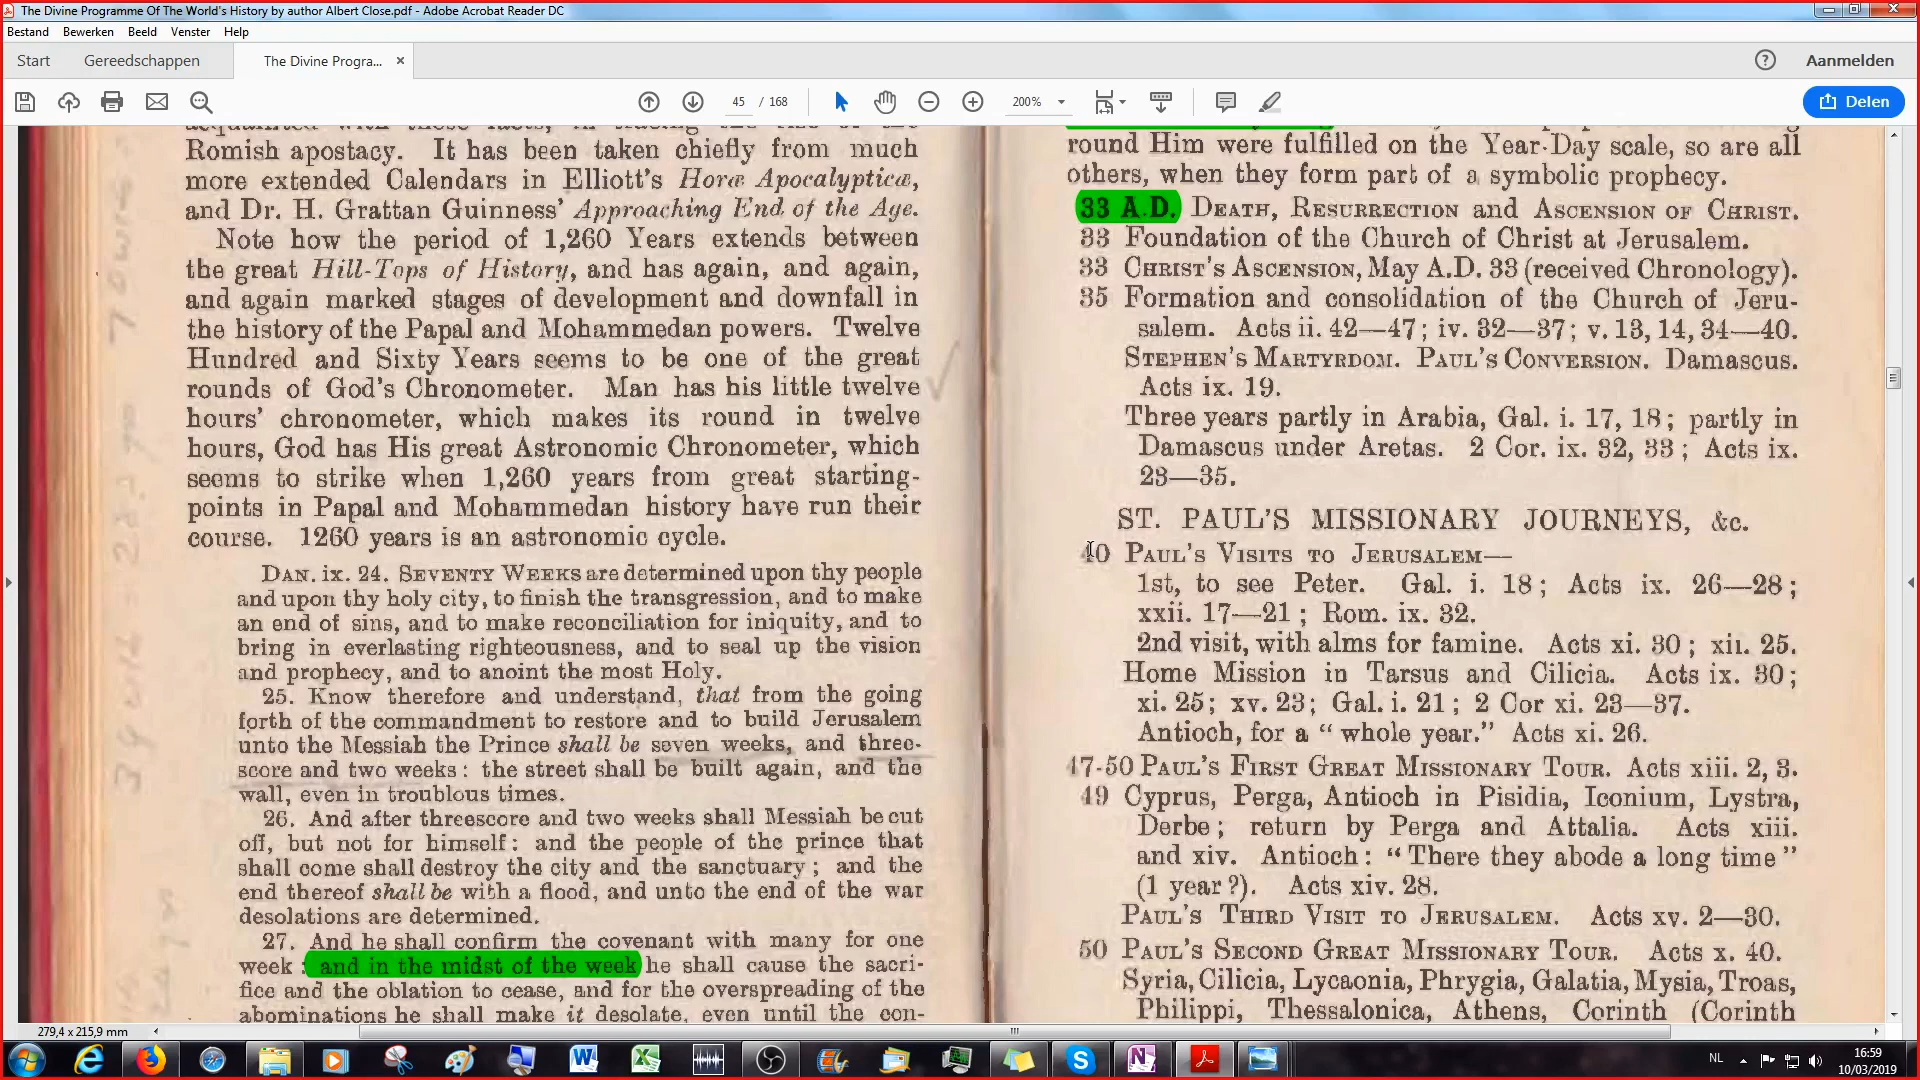 The Divine Programme Of The World's History by author Albert Close.pdf - Adobe Acrobat Reader DC
Bestand Bewerken Beeld Venster Help
Start Gereedschappen The Divine Progra... × Aanmelden
45 / 168 200% Delen
Romish apostacy. It has been taken chiefly from much
more extended Calendars in Elliott's Horæ Apocalypticæ,
and Dr. H. Grattan Guinness' Approaching End of the Age.
Note how the period of 1,260 Years extends between
the great Hill-Tops of History, and has again, and again,
and again marked stages of development and downfall in
the history of the Papal and Mohammedan powers. Twelve
Hundred and Sixty Years seems to be one of the great
rounds of God's Chronometer. Man has his little twelve
hours' chronometer, which makes its round in twelve
hours, God has His great Astronomic Chronometer, which
seems to strike when 1,260 years from great starting-
points in Papal and Mohammedan history have run their
course. 1260 years is an astronomic cycle.
DAN. ix. 24. SEVENTY WEEKS are determined upon thy people
and upon thy holy city, to finish the transgression, and to make
an end of sins, and to make reconciliation for iniquity, and to
bring in everlasting righteousness, and to seal up the vision
and prophecy, and to anoint the most Holy.
25. Know therefore and understand, that from the going
forth of the commandment to restore and to build Jerusalem
unto the Messiah the Prince shall be seven weeks, and three-
score and two weeks: the street shall be built again, and the
wall, even in troublous times.
26. And after threescore and two weeks shall Messiah be cut
off, but not for himself: and the people of the prince that
shall come shall destroy the city and the sanctuary; and the
end thereof shall be with a flood, and unto the end of the war
desolations are determined.
27. And he shall confirm the covenant with many for one
week: and in the midst of the week he shall cause the sacri-
fice and the oblation to cease, and for the overspreading of the
abominations he shall make it desolate, even until the con-
round Him were fulfilled on the Year-Day scale, so are all
others, when they form part of a symbolic prophecy.
33 A.D. DEATH, RESURRECTION and ASCENSION OF CHRIST.
33 Foundation of the Church of Christ at Jerusalem.
33 CHRIST'S ASCENSION, May A.D. 33 (received Chronology).
35 Formation and consolidation of the Church of Jeru-
salem. Acts ii. 42—47; iv. 32—37; v. 13, 14, 34—40.
STEPHEN'S MARTYRDOM. PAUL'S CONVERSION. Damascus.
Acts ix. 19.
Three years partly in Arabia, Gal. i. 17, 18; partly in
Damascus under Aretas. 2 Cor. ix. 32, 33; Acts ix.
23—35.
ST. PAUL'S MISSIONARY JOURNEYS, &c.
40 PAUL'S VISITS TO JERUSALEM—
1st, to see Peter. Gal. i. 18; Acts ix. 26—28;
xxii. 17—21; Rom. ix. 32.
2nd visit, with alms for famine. Acts xi. 30; xii. 25.
Home Mission in Tarsus and Cilicia. Acts ix. 30;
xi. 25; xv. 23; Gal. i. 21; 2 Cor xi. 23—37.
Antioch, for a "whole year." Acts xi. 26.
47-50 PAUL'S FIRST GREAT MISSIONARY TOUR. Acts xiii. 2, 3.
49 Cyprus, Perga, Antioch in Pisidia, Iconium, Lystra,
Derbe; return by Perga and Attalia. Acts xiii.
and xiv. Antioch: "There they abode a long time"
(1 year?). Acts xiv. 28.
PAUL'S THIRD VISIT TO JERUSALEM. Acts xv. 2—30.
50 PAUL'S SECOND GREAT MISSIONARY TOUR. Acts x. 40.
Syria, Cilicia, Lycaonia, Phrygia, Galatia, Mysia, Troas,
Philippi, Thessalonica, Athens, Corinth (Corinth
279,4 x 215,9 mm
NL 16:59
10/03/2019